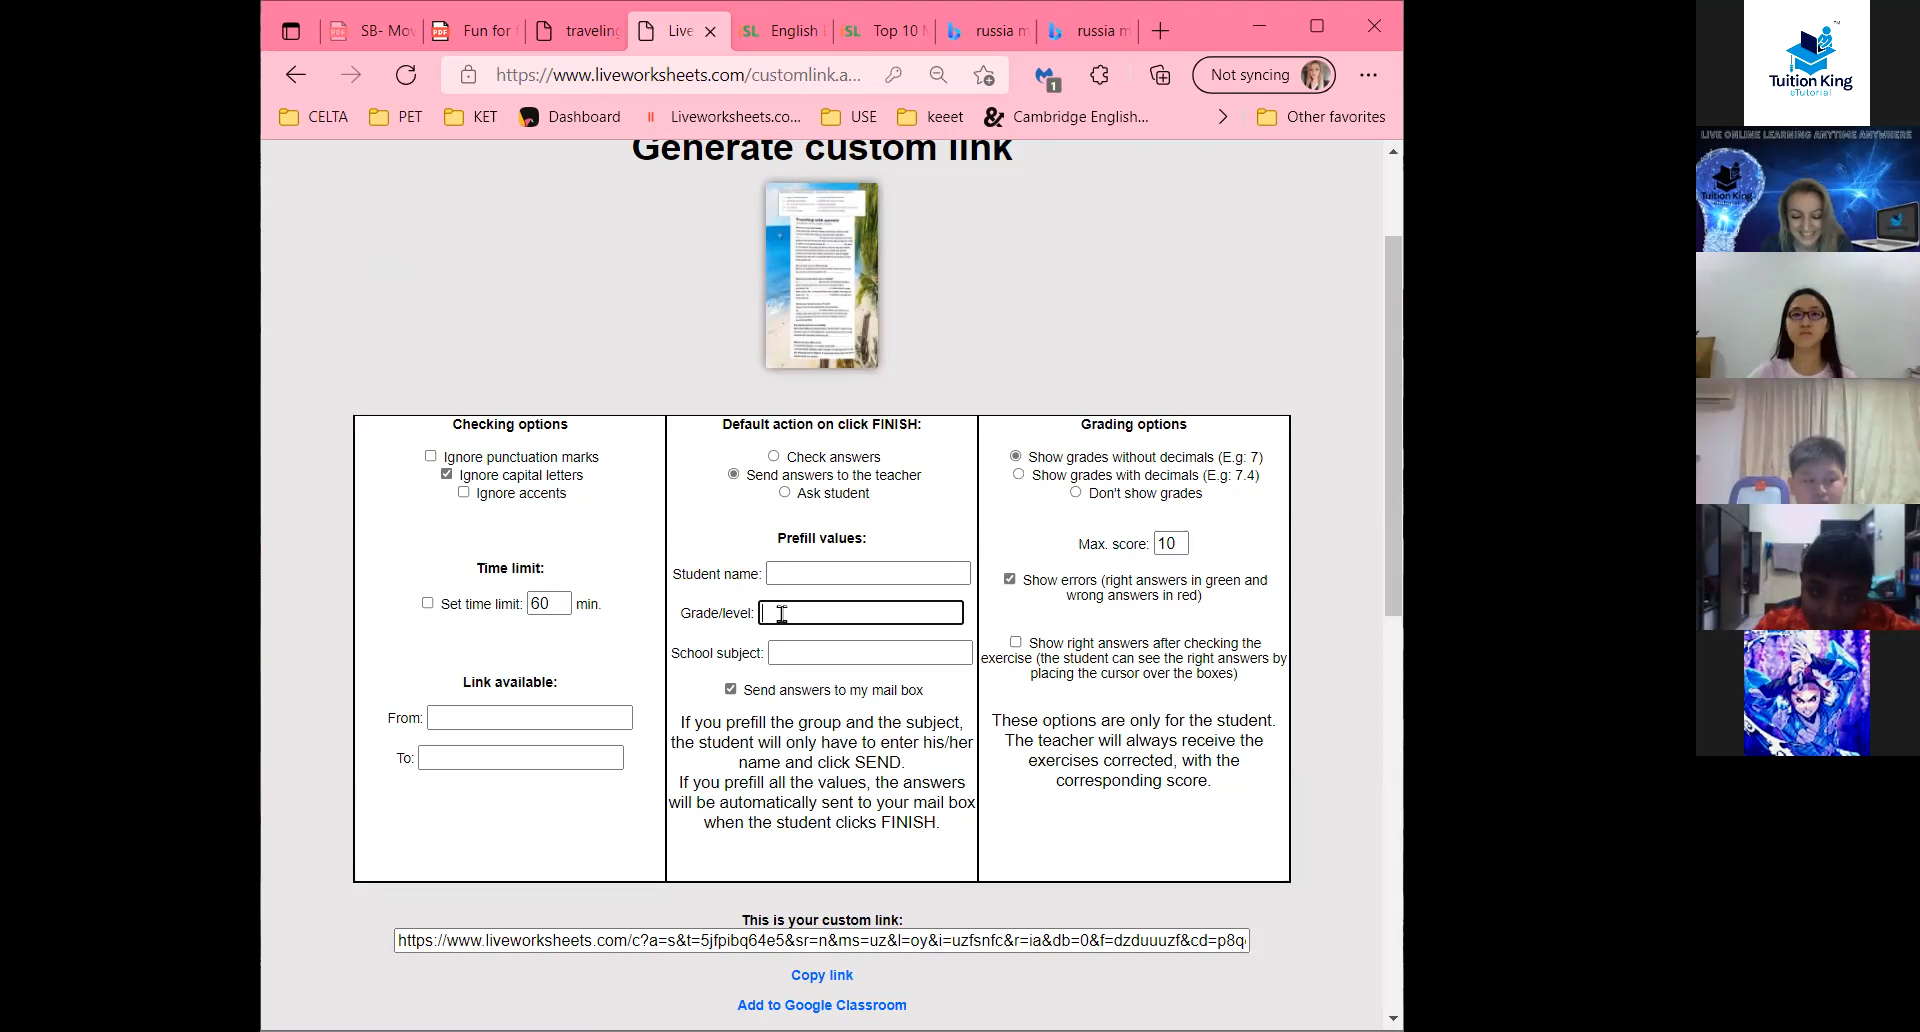 SB- Mov
Fun for
traveling
Live
English
Top 10
russia m
russia m
https://www.liveworksheets.com/customlink.a...
1
Not syncing
CELTA
PET
KET
Dashboard
Liveworksheets.co...
USE
keeet
Cambridge English...
Other favorites
Generate custom link
Checking options
Ignore punctuation marks
Ignore capital letters
Ignore accents
Time limit:
Set time limit: 60 min.
Link available:
From:
To:
Default action on click FINISH:
Check answers
Send answers to the teacher
Ask student
Prefill values:
Student name:
Grade/level:
School subject:
Send answers to my mail box
If you prefill the group and the subject,
the student will only have to enter his/her
name and click SEND.
If you prefill all the values, the answers
will be automatically sent to your mail box
when the student clicks FINISH.
Grading options
Show grades without decimals (E.g: 7)
Show grades with decimals (E.g: 7.4)
Don't show grades
Max. score: 10
Show errors (right answers in green and
wrong answers in red)
Show right answers after checking the
exercise (the student can see the right answers by
placing the cursor over the boxes)
These options are only for the student.
The teacher will always receive the
exercises corrected, with the
corresponding score.
This is your custom link:
https://www.liveworksheets.com/c?a=s&t=5jfpibq64e5&sr=n&ms=uz&l=oy&i=uzfsnfc&r=ia&db=0&f=dzduuuzf&cd=p8q
Copy link
Add to Google Classroom
Tuition King
eTutorial
LIVE ONLINE LEARNING ANYTIME ANYWHERE
Tuition King